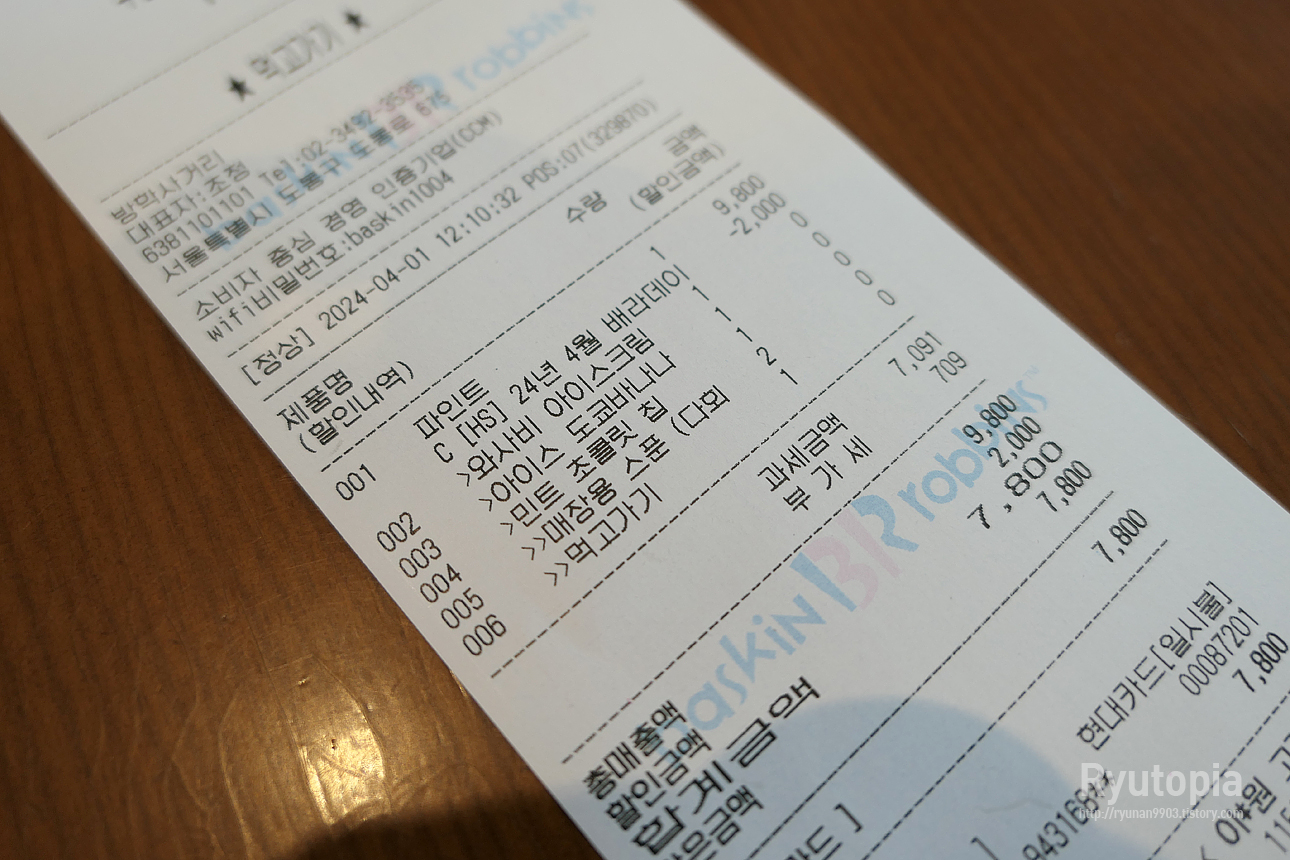 ★ 먹고가기 ★
방학사거리
대표자:조정
6381101101 Tel:02-3492-3535
서울특별시 도봉구 도봉로 675
소비자 중심 경영 인증기업(CCM)
wifi비밀번호:baskin1004
[정상] 2024-04-01 12:10:32 POS:07(329870)
제품명 수량 금액
(할인내역) (할인금액)
001 파인트 1 9,800
C [HS] 24년 4월 배라데이 -2,000
002 >와사비 아이스크림 1 0
003 >아이스 도쿄바나나 1 0
004 >민트 초콜릿 칩 1 0
005 >>매장용 스푼 (다회 2 0
006 >>먹고가기 1 0
과세금액 7,091
부 가 세 709
baskin BR robbins
총매출액 9,800
할인금액 2,000
합계금액 7,800
받은금액 7,800
카드 ] 7,800
현대카드[일시불]
00087201
7,800
9431668*
Ryutopia
http://ryunan9903.tistory.com